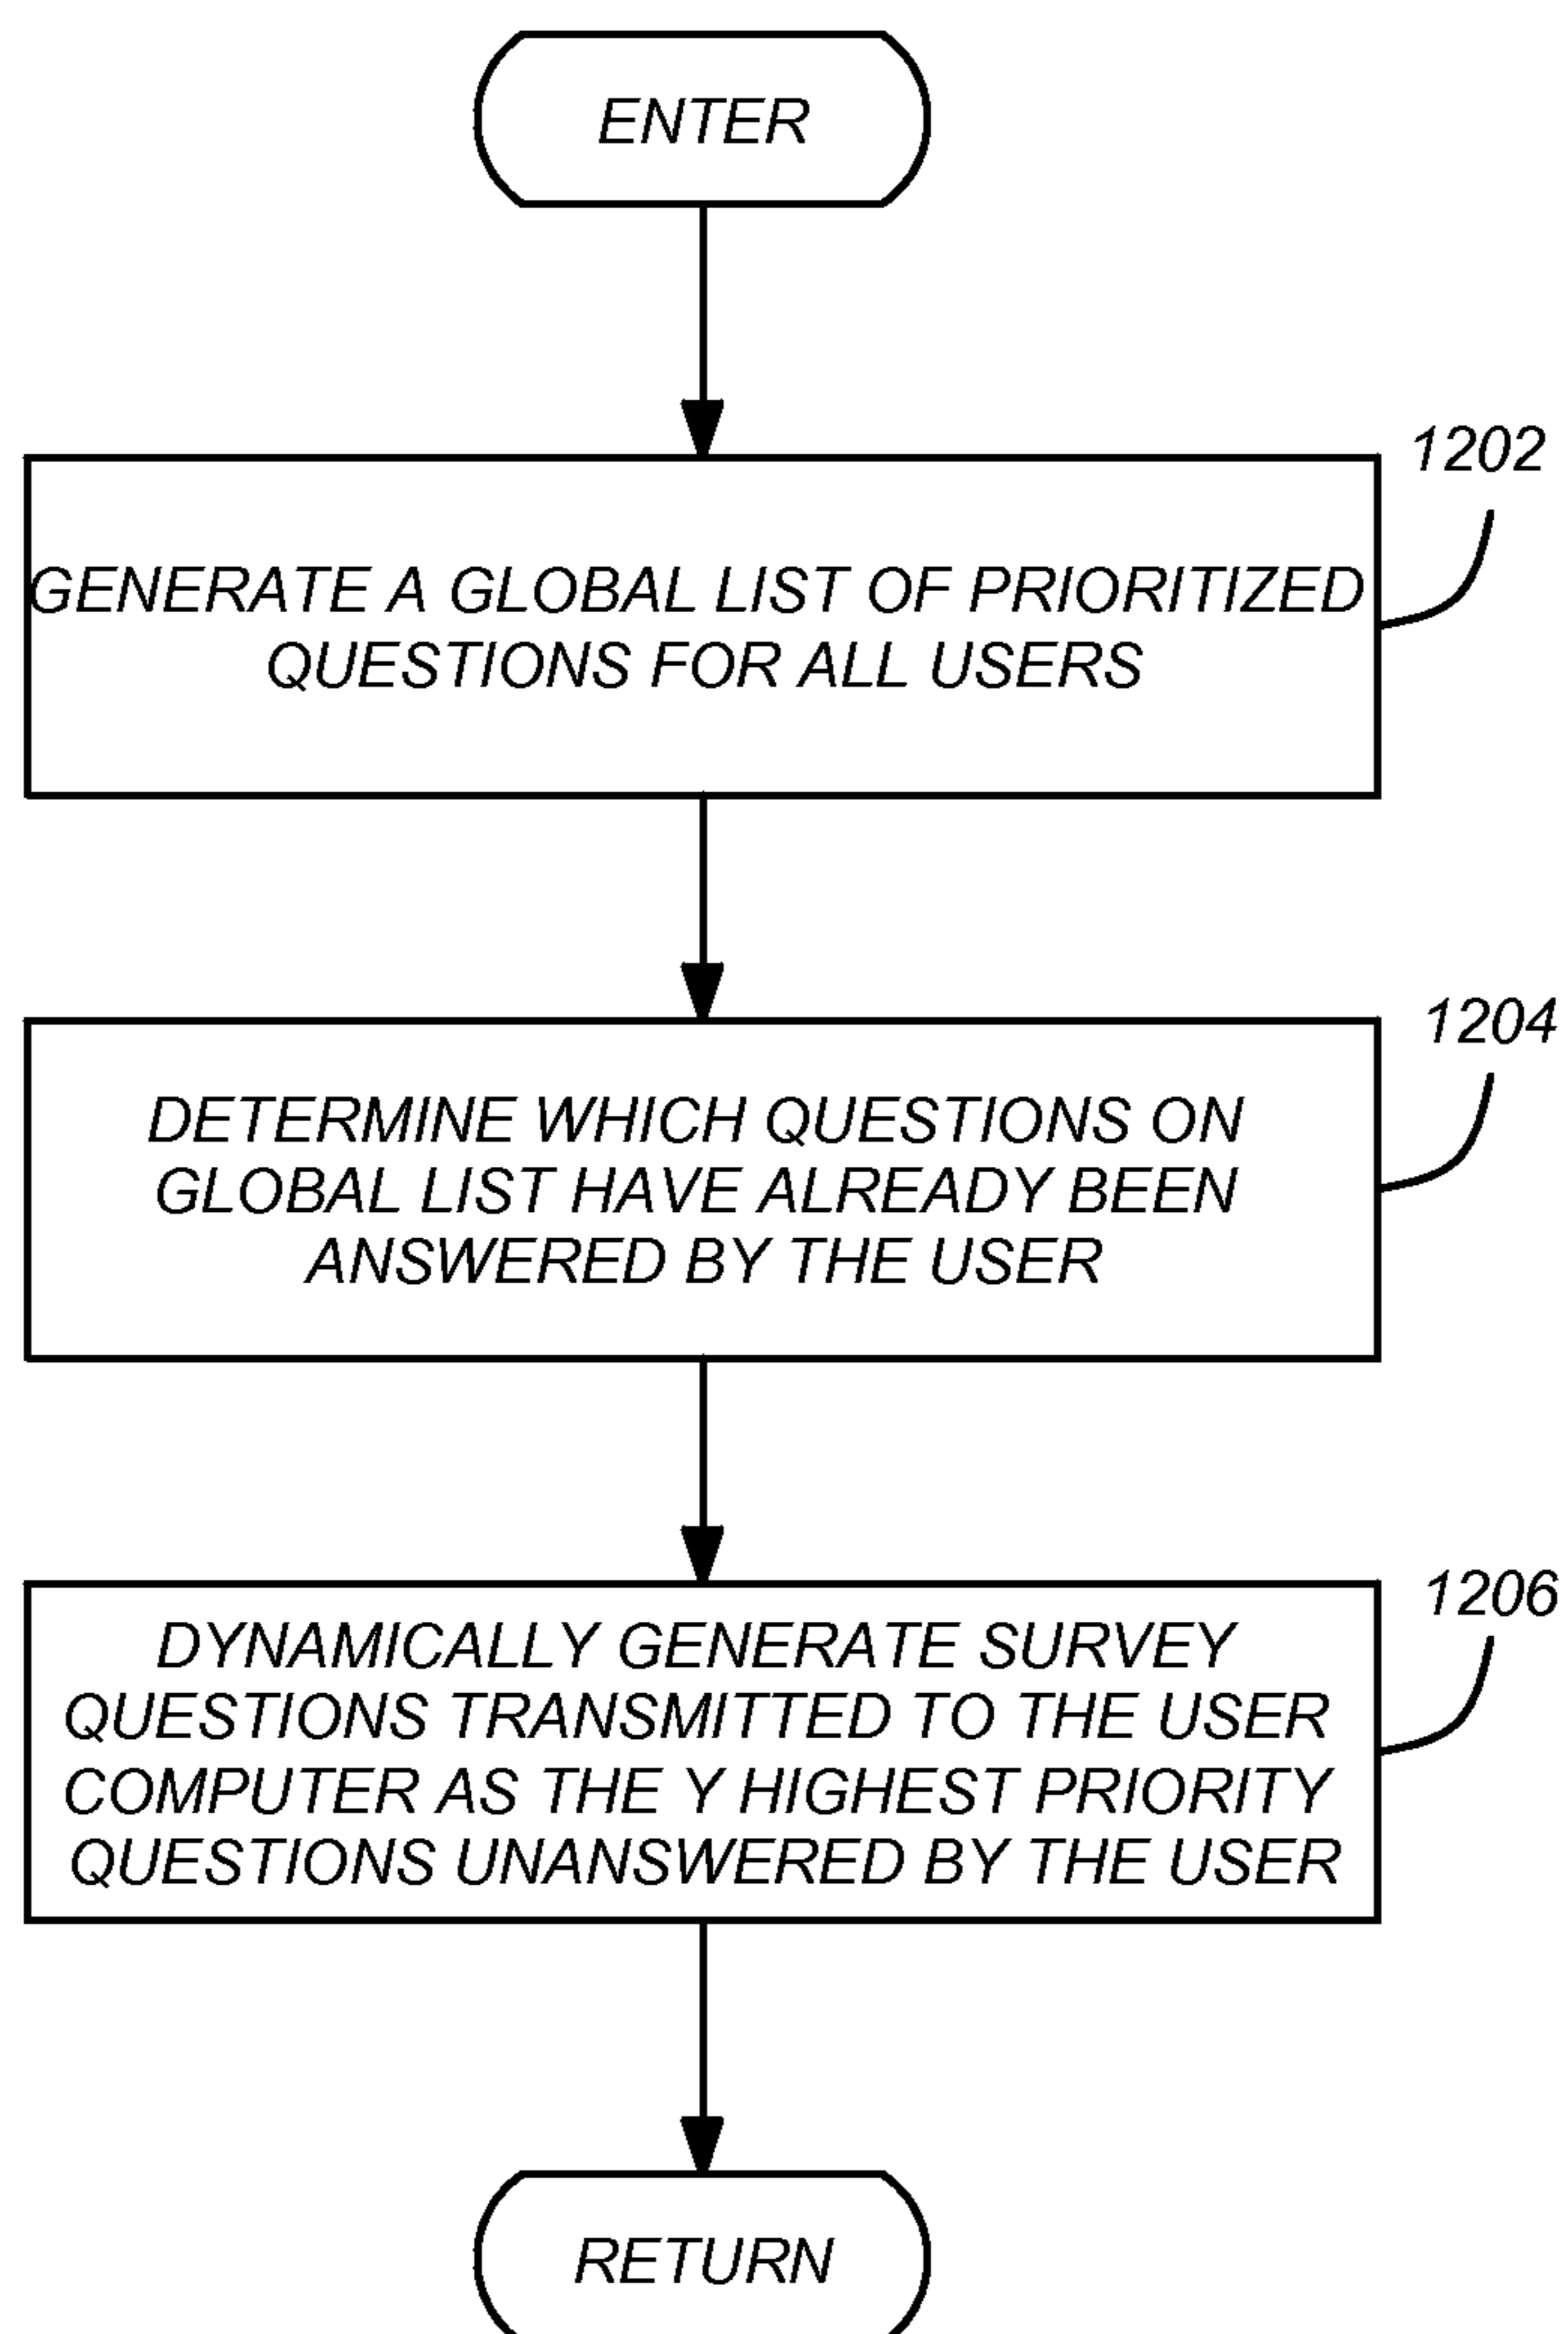 ENTER
1202
GENERATE A GLOBAL LIST OF PRIORITIZED
QUESTIONS FOR ALL USERS
1204
DETERMINE WHICH QUESTIONS ON
GLOBAL LIST HAVE ALREADY BEEN
ANSWERED BY THE USER
1206
DYNAMICALLY GENERATE SURVEY
QUESTIONS TRANSMITTED TO THE USER
COMPUTER AS THE Y HIGHEST PRIORITY
QUESTIONS UNANSWERED BY THE USER
RETURN